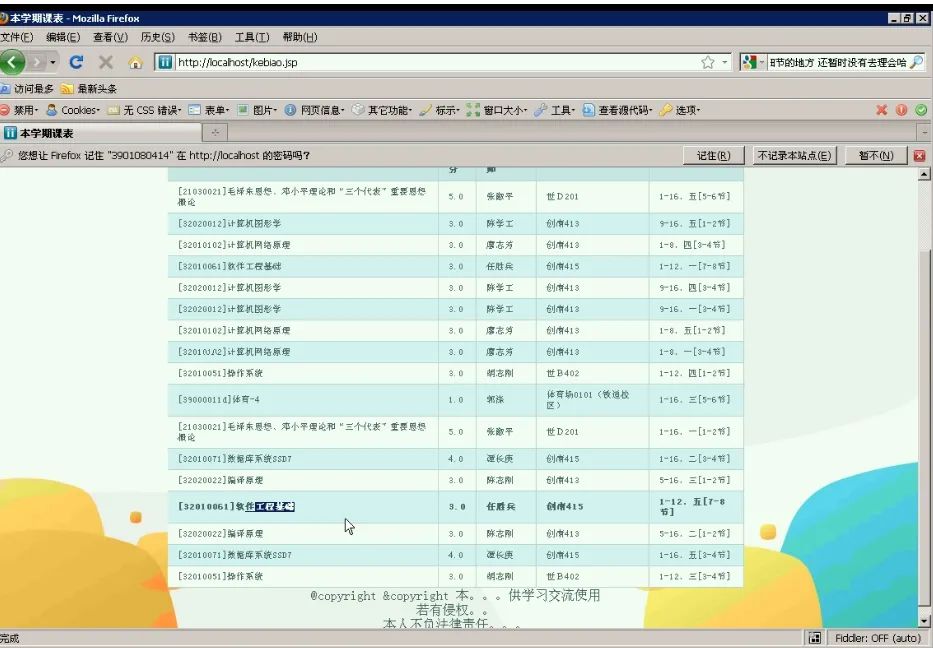 本学期课表 - Mozilla Firefox
文件(F) 编辑(E) 查看(V) 历史(S) 书签(B) 工具(T) 帮助(H)
http://localhost/kebiao.jsp
节的地方 还暂时没有去理会哈
访问最多 最新头条
禁用 Cookies 无 CSS 错误 表单 图片 网页信息 其它功能 标示 窗口大小 工具 查看源代码 选项
本学期课表
您想让 Firefox 记住 "3901080414" 在 http://localhost 的密码吗?
记住(R) 不记录本站点(E) 暂不(N)
分 师
[21030021]毛泽东思想、邓小平理论和“三个代表”重要思想 5.0 张敏平 世D201 1-16. 五[5-6节]
概论
[32020012]计算机图形学 3.0 陈学工 创南413 9-16. 五[1-2节]
[32010102]计算机网络原理 3.0 廖志芳 创南413 1-8. 四[3-4节]
[32010061]软件工程基础 3.0 任胜兵 创南415 1-12. 一[7-8节]
[32020012]计算机图形学 3.0 陈学工 创南413 9-16. 四[3-4节]
[32020012]计算机图形学 3.0 陈学工 创南413 9-16. 一[3-4节]
[32010102]计算机网络原理 3.0 廖志芳 创南413 1-8. 五[1-2节]
[32010JA2]计算机网络原理 3.0 廖志芳 创南413 1-8. 一[3-4节]
[32010051]操作系统 3.0 胡志刚 世B402 1-12. 四[1-2节]
[39000011d]体育-4 1.0 郭涤 体育场0101（铁道校 1-16. 三[5-6节]
区）
[21030021]毛泽东思想、邓小平理论和“三个代表”重要思想 5.0 张敏平 世D201 1-16. 一[1-2节]
概论
[32010071]数据库系统SSD7 4.0 谭长庚 创南415 1-16. 二[3-4节]
[32020022]编译原理 3.0 陈志刚 创南413 5-16. 三[1-2节]
[32010061]软件工程基础 3.0 任胜兵 创南415 1-12. 五[7-8
节]
[32020022]编译原理 3.0 陈志刚 创南413 5-16. 二[1-2节]
[32010071]数据库系统SSD7 4.0 谭长庚 创南415 1-16. 五[3-4节]
[32010051]操作系统 3.0 胡志刚 世B402 1-12. 三[3-4节]
@copyright &copyright 本。。。供学习交流使用
若有侵权。。
本人不负法律责任。。。
完成 Fiddler: OFF (auto)